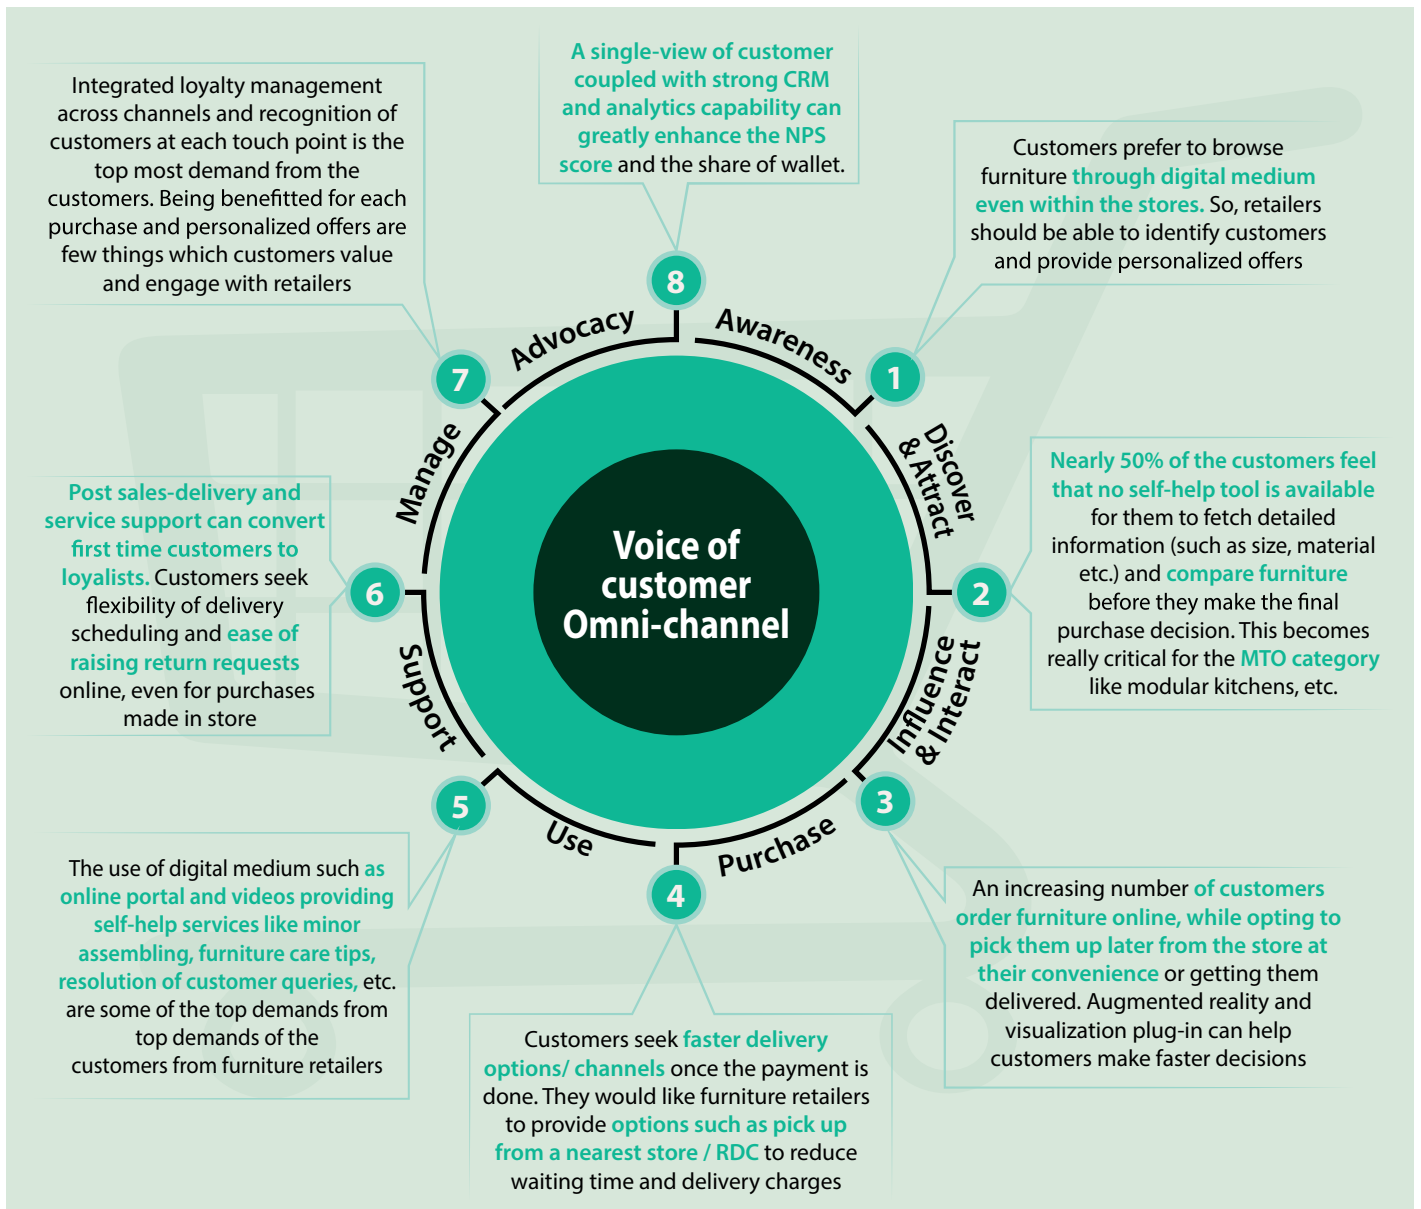 A single-view of customer
coupled with strong CRM
and analytics capability can
greatly enhance the NPS
score and the share of wallet.
Integrated loyalty management
across channels and recognition of
customers at each touch point is the
top most demand from the
customers. Being benefitted for each
purchase and personalized offers are
few things which customers value
and engage with retailers
Customers prefer to browse
furniture through digital medium
even within the stores. So, retailers
should be able to identify customers
and provide personalized offers
8
Advocacy
Awareness
7
1
Manage
Discover
& Attract
Nearly 50% of the customers feel
that no self-help tool is available
for them to fetch detailed
information (such as size, material
etc.) and compare furniture
before they make the final
purchase decision. This becomes
really critical for the MTO category
like modular kitchens, etc.
Post sales-delivery and
service support can convert
first time customers to
loyalists. Customers seek
flexibility of delivery
scheduling and ease of
raising return requests
online, even for purchases
made in store
Voice of
customer
Omni-channel
6
2
Support
Influence
& Interact
5
3
Use
Purchase
4
The use of digital medium such as
online portal and videos providing
self-help services like minor
assembling, furniture care tips,
resolution of customer queries, etc.
are some of the top demands from
top demands of the
customers from furniture retailers
An increasing number of customers
order furniture online, while opting to
pick them up later from the store at
their convenience or getting them
delivered. Augmented reality and
visualization plug-in can help
customers make faster decisions
Customers seek faster delivery
options/ channels once the payment is
done. They would like furniture retailers
to provide options such as pick up
from a nearest store / RDC to reduce
waiting time and delivery charges